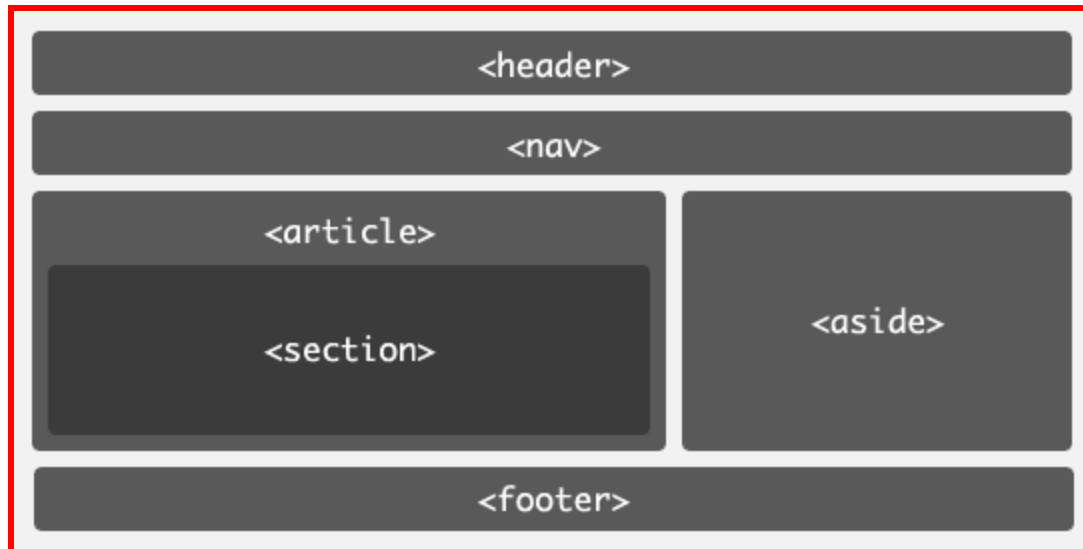 <header>
<nav>
<article>
<section>
<aside>
<footer>